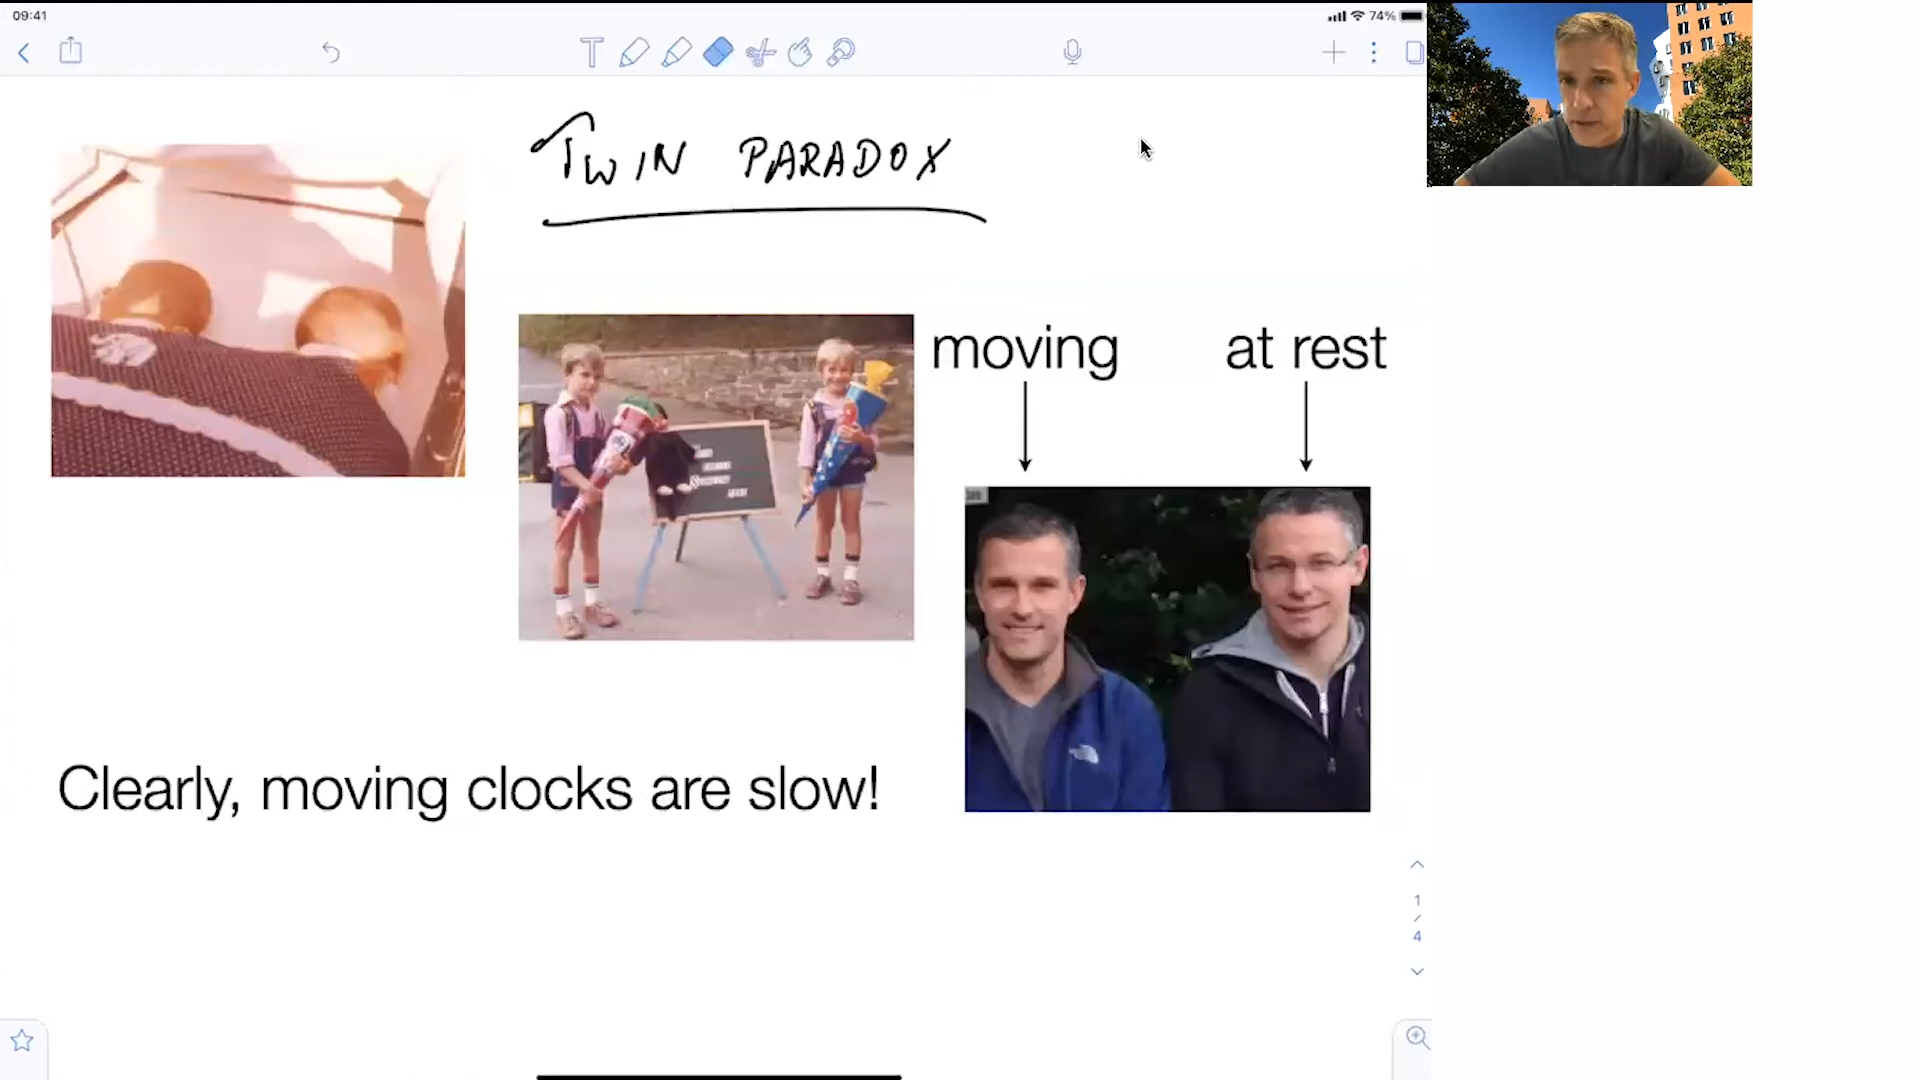 09:41
74%
TWIN PARADOX
moving
at rest
Clearly, moving clocks are slow!
1
/
4